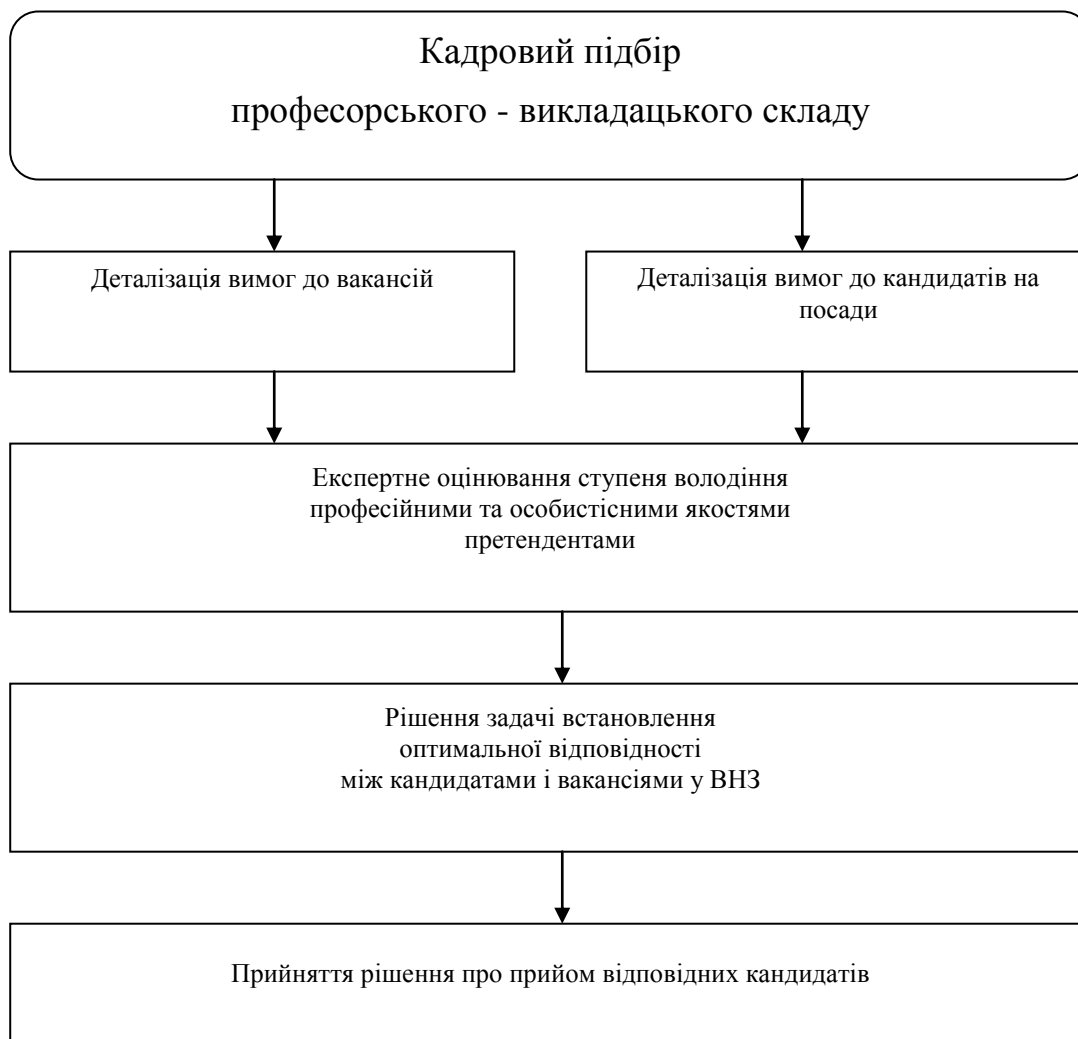 Кадровий підбір
професорського - викладацького складу
Деталізація вимог до вакансій
Деталізація вимог до кандидатів на
посади
Експертне оцінювання ступеня володіння
професійними та особистісними якостями
претендентами
Рішення задачі встановлення
оптимальної відповідності
між кандидатами і вакансіями у ВНЗ
Прийняття рішення про прийом відповідних кандидатів